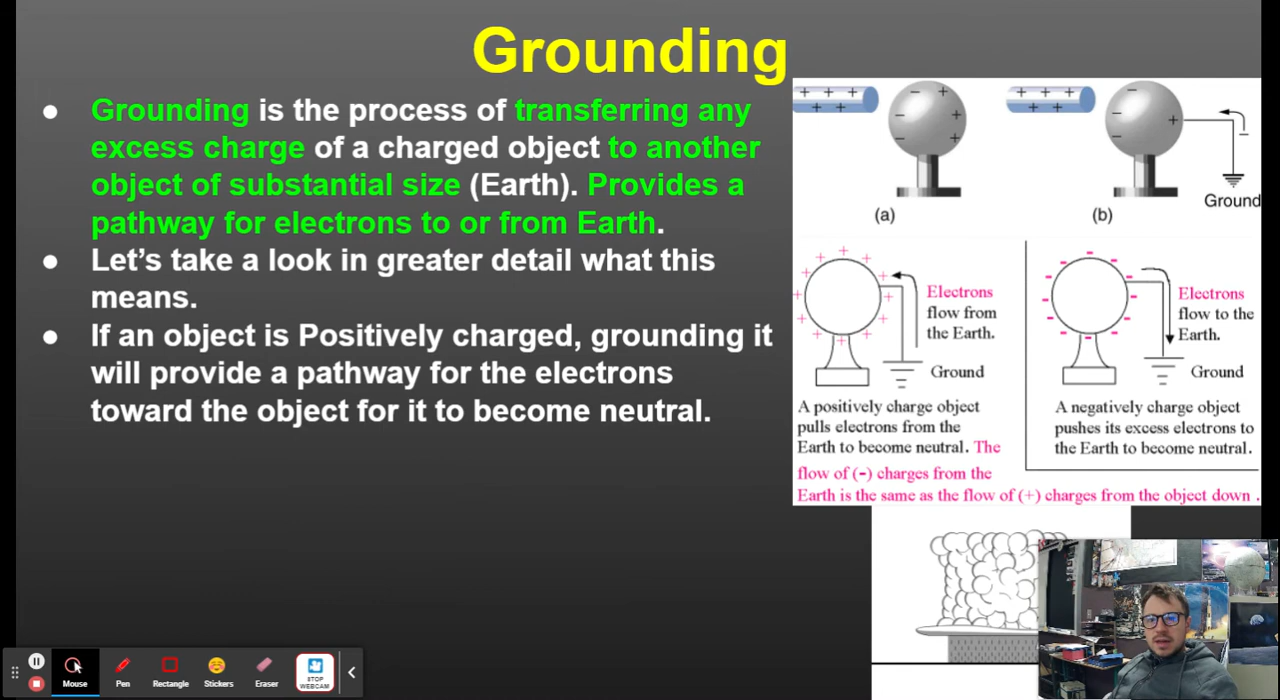 Grounding
● Grounding is the process of transferring any
excess charge of a charged object to another
object of substantial size (Earth). Provides a
pathway for electrons to or from Earth.
● Let’s take a look in greater detail what this
means.
● If an object is Positively charged, grounding it
will provide a pathway for the electrons
toward the object for it to become neutral.
+ + +
+ +
− +
− +
− +
(a)
+ + +
+ +
−
− +
−
−
Ground
(b)
+ + + + + + + + + + + +
Electrons
flow from
the Earth.
Ground
A positively charge object
pulls electrons from the
Earth to become neutral. The
flow of (-) charges from the
Earth is the same as the flow of (+) charges from the object down .
- - - - - - - - - - - -
Electrons
flow to the
Earth.
Ground
A negatively charge object
pushes its excess electrons to
the Earth to become neutral.
Mouse
Pen
Rectangle
Stickers
Eraser
STOP
WEBCAM